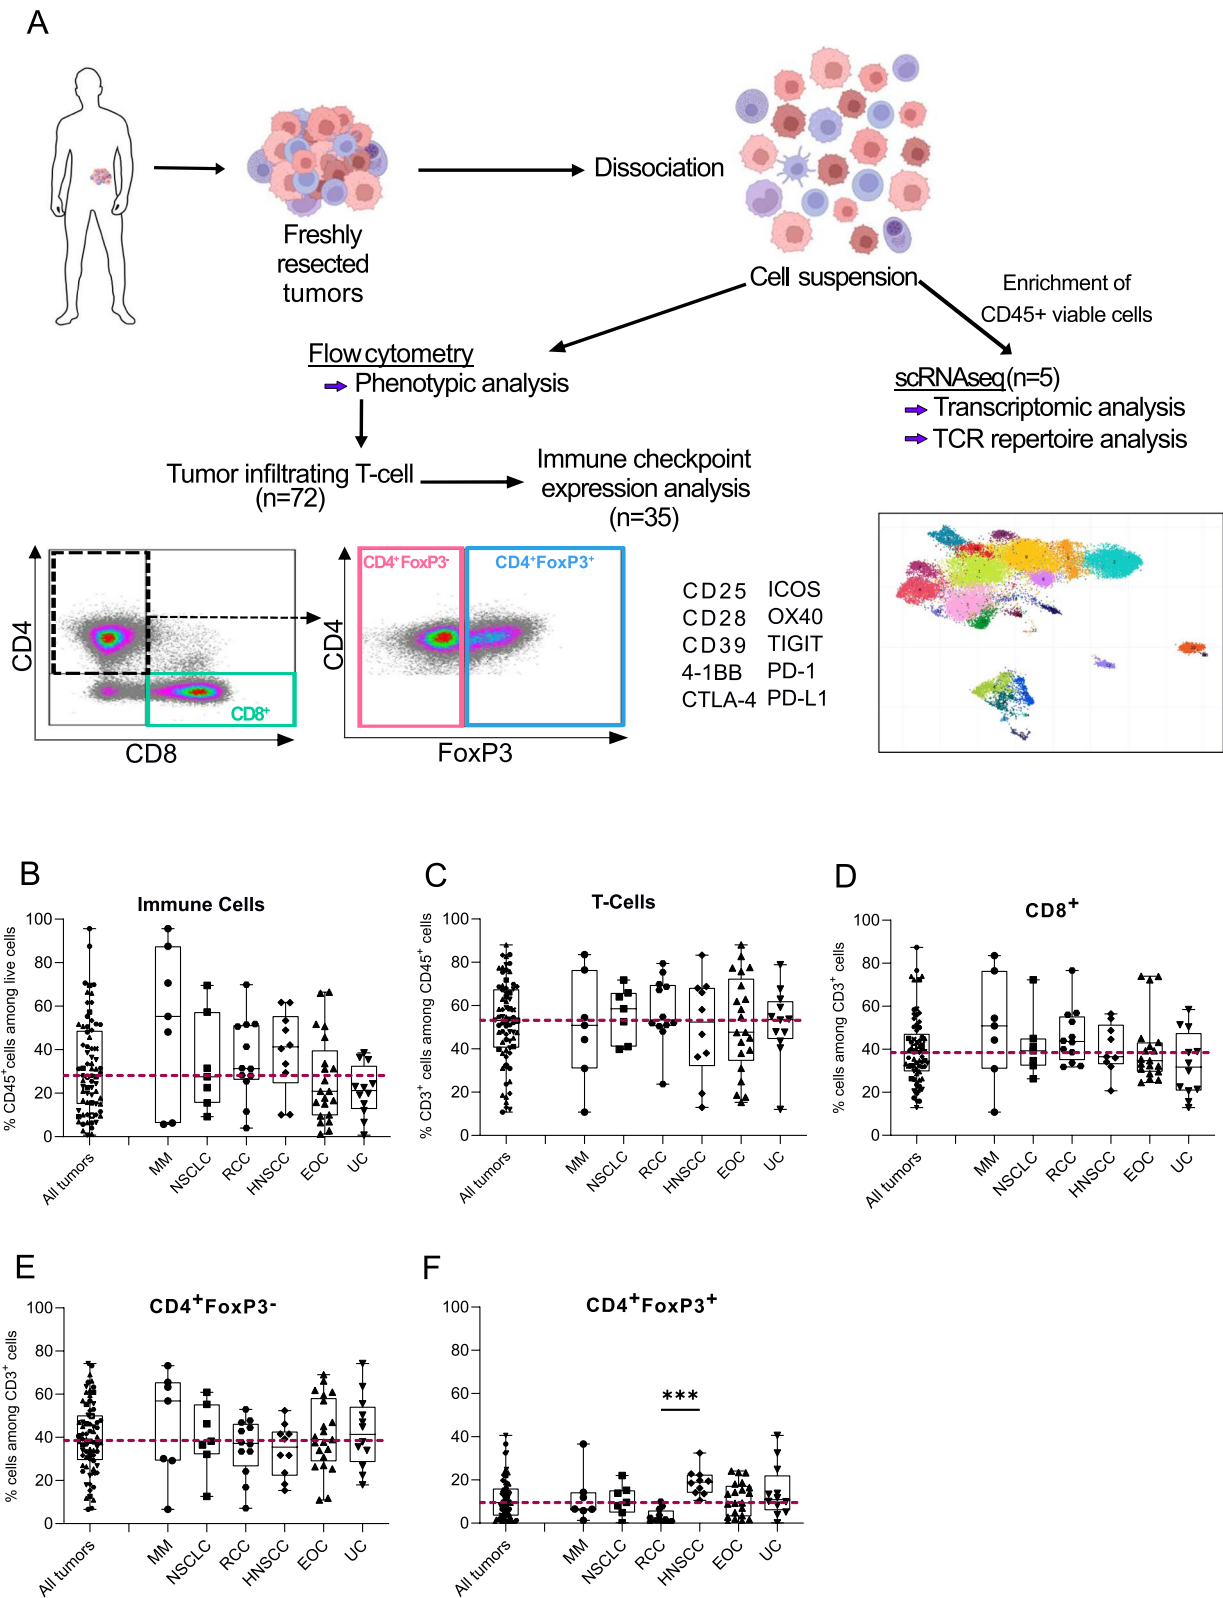 A
Freshly
resected
tumors
Dissociation
Cell suspension
Enrichment of
CD45+ viable cells
Flow cytometry
Phenotypic analysis
scRNAseq (n=5)
Transcriptomic analysis
TCR repertoire analysis
Tumor infiltrating T-cell
(n=72)
Immune checkpoint
expression analysis
(n=35)
CD4
CD8⁺
CD8
CD4
CD4⁺FoxP3⁻
CD4⁺FoxP3⁺
FoxP3
CD25 ICOS
CD28 OX40
CD39 TIGIT
4-1BB PD-1
CTLA-4 PD-L1
B
Immune Cells
% CD45⁺cells among live cells
100
80
60
40
20
0
All tumors
MM
NSCLC
RCC
HNSCC
EOC
UC
C
T-Cells
% CD3⁺ cells among CD45⁺ cells
100
80
60
40
20
0
All tumors
MM
NSCLC
RCC
HNSCC
EOC
UC
D
CD8⁺
% cells among CD3⁺ cells
100
80
60
40
20
0
All tumors
MM
NSCLC
RCC
HNSCC
EOC
UC
E
CD4⁺FoxP3⁻
% cells among CD3⁺ cells
100
80
60
40
20
0
All tumors
MM
NSCLC
RCC
HNSCC
EOC
UC
F
CD4⁺FoxP3⁺
100
80
60
40
20
0
***
All tumors
MM
NSCLC
RCC
HNSCC
EOC
UC